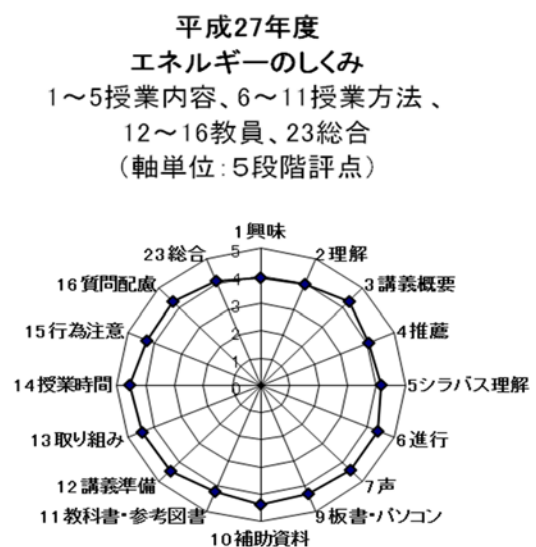 平成27年度
エネルギーのしくみ
1～5授業内容、6～11授業方法、
12～16教員、23総合
（軸単位：5段階評点）
1興味
2理解
3講義概要
4推薦
5シラバス理解
6進行
7声
9板書・パソコン
10補助資料
11教科書・参考図書
12講義準備
13取り組み
14授業時間
15行為注意
16質問配慮
23総合
5
4
3
2
1
0